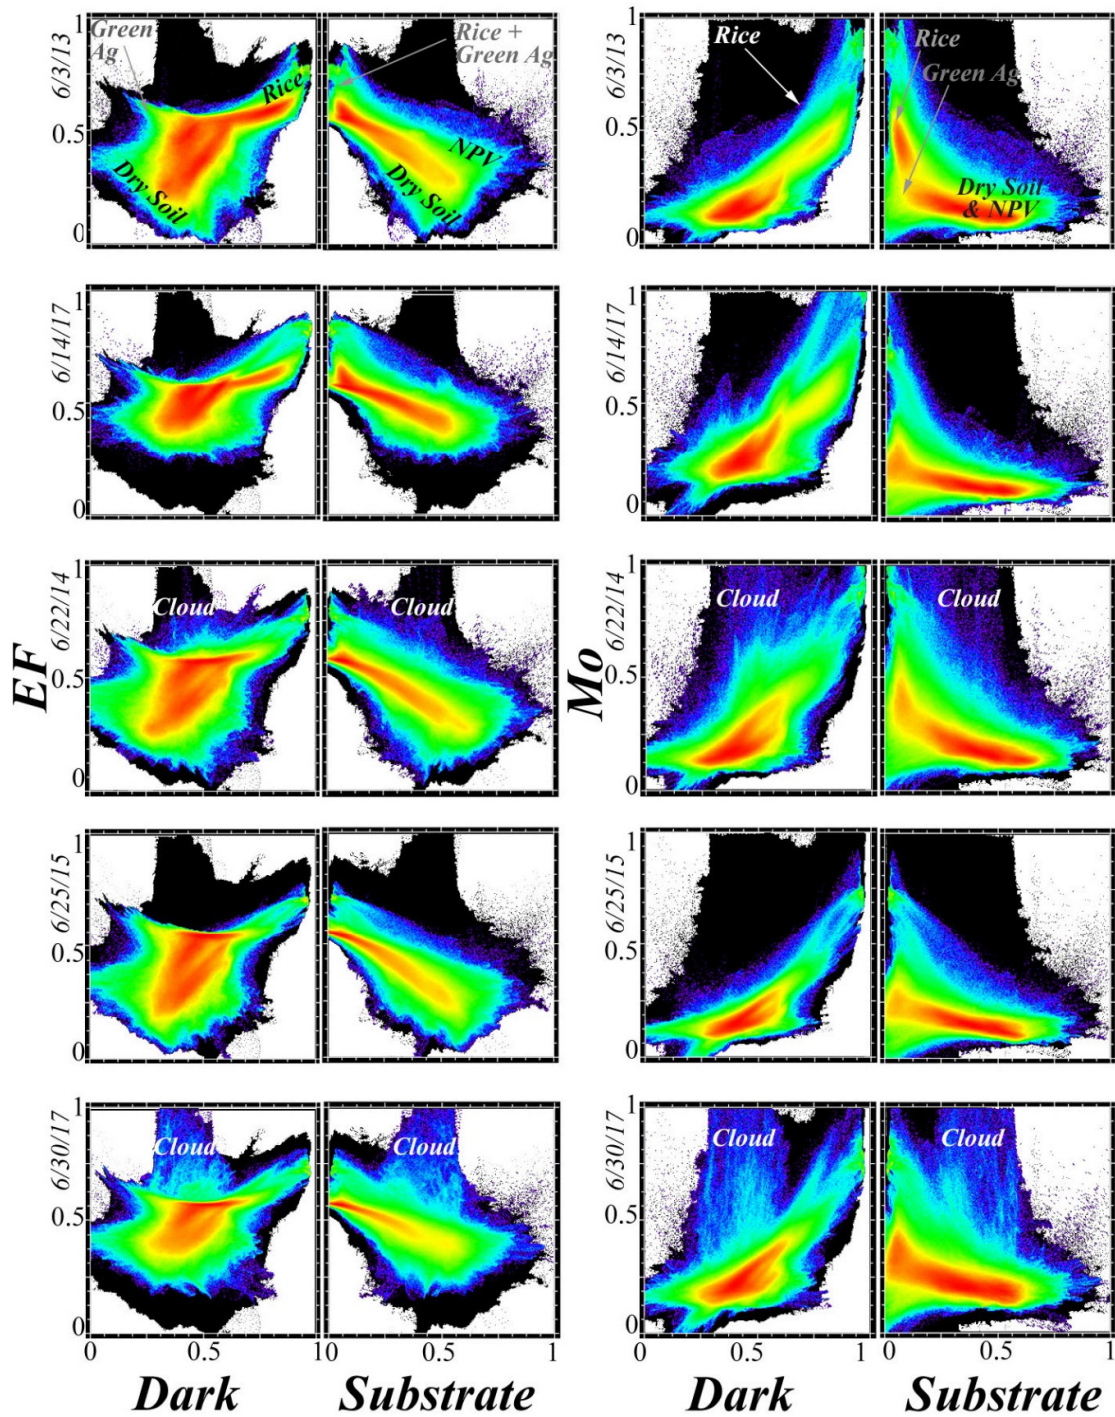 6/3/13
1
0.5
0
Green
Ag
Rice
Dry Soil
Rice +
Green Ag
NPV
Dry Soil
6/3/13
1
0.5
0
Rice
Rice
Green Ag
Dry Soil
& NPV
6/14/17
1
0.5
0
6/14/17
1
0.5
0
EF
6/22/14
1
0.5
0
Cloud
Cloud
Mo
6/22/14
1
0.5
0
Cloud
Cloud
6/25/15
1
0.5
0
6/25/15
1
0.5
0
6/30/17
1
0.5
0
Cloud
Cloud
6/30/17
1
0.5
0
Cloud
Cloud
0 0.5 1 0 0.5 1
0 0.5 1 0 0.5 1
Dark Substrate
Dark Substrate